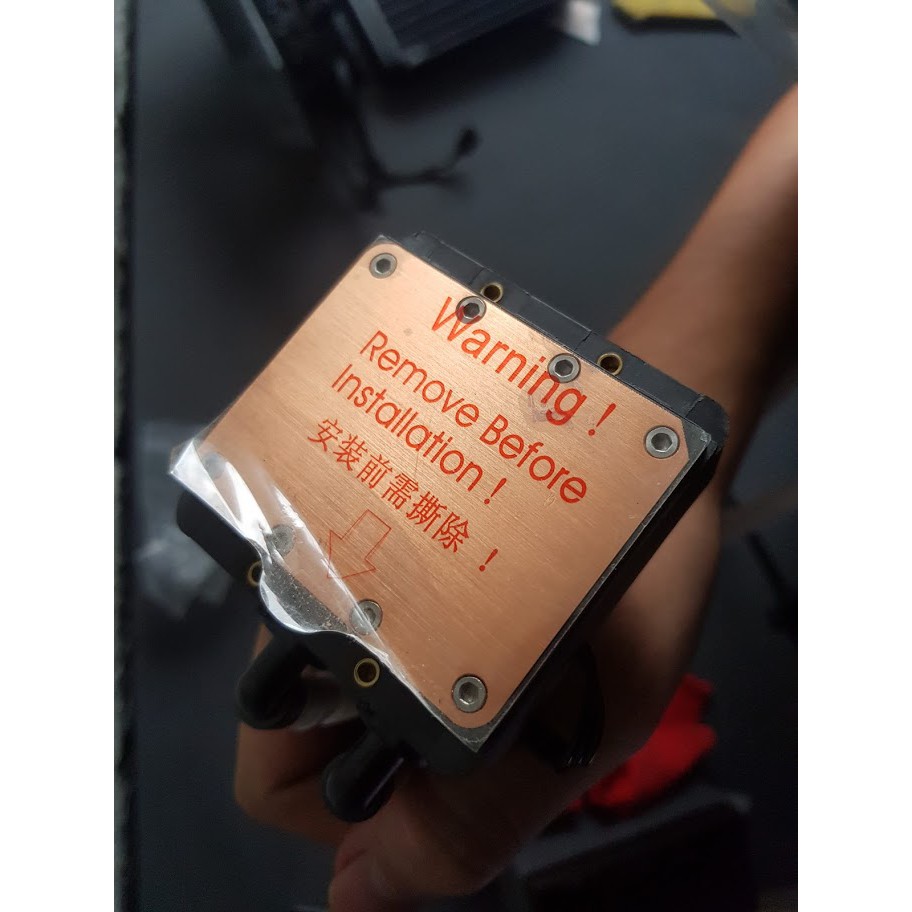 Warning !
Remove Before
Installation !
安装前需撕除 !